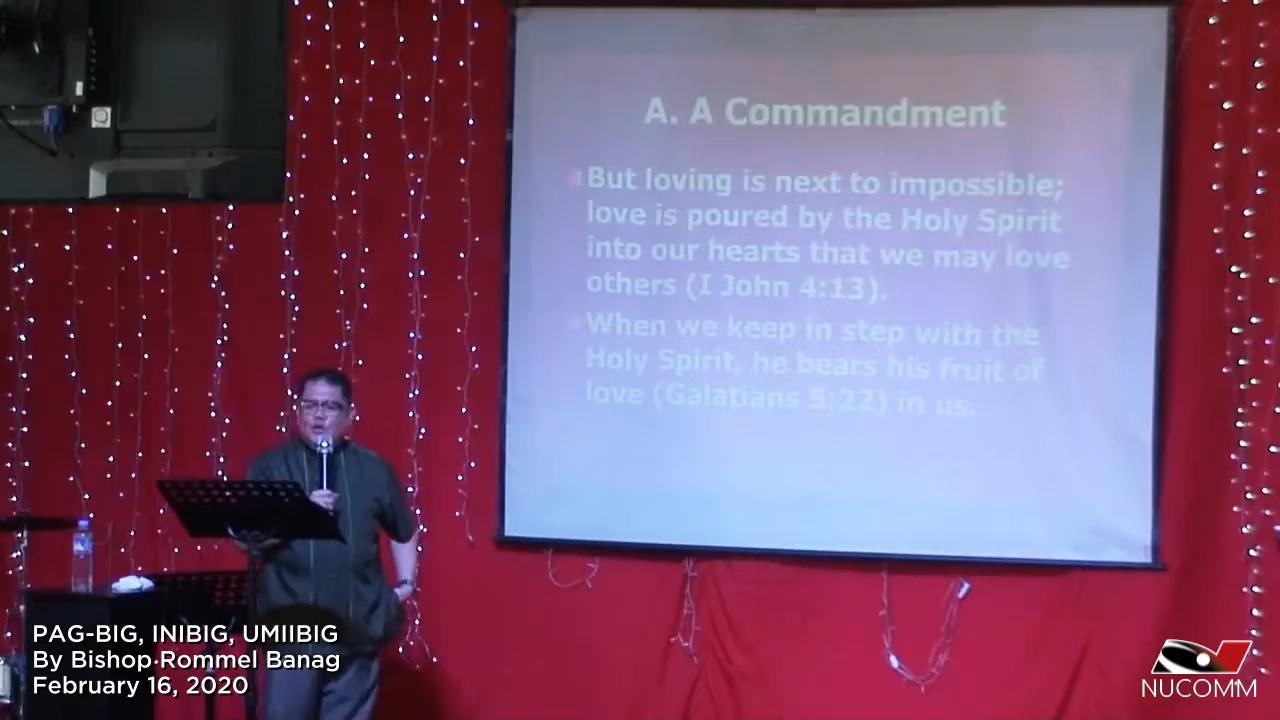 A. A Commandment
But loving is next to impossible;
love is poured by the Holy Spirit
into our hearts that we may love
others (I John 4:13).
When we keep in step with the
Holy Spirit, he bears his fruit of
love (Galatians 5:22) in us.
PAG-BIG, INIBIG, UMIIBIG
By Bishop Rommel Banag
February 16, 2020
NUCOMM